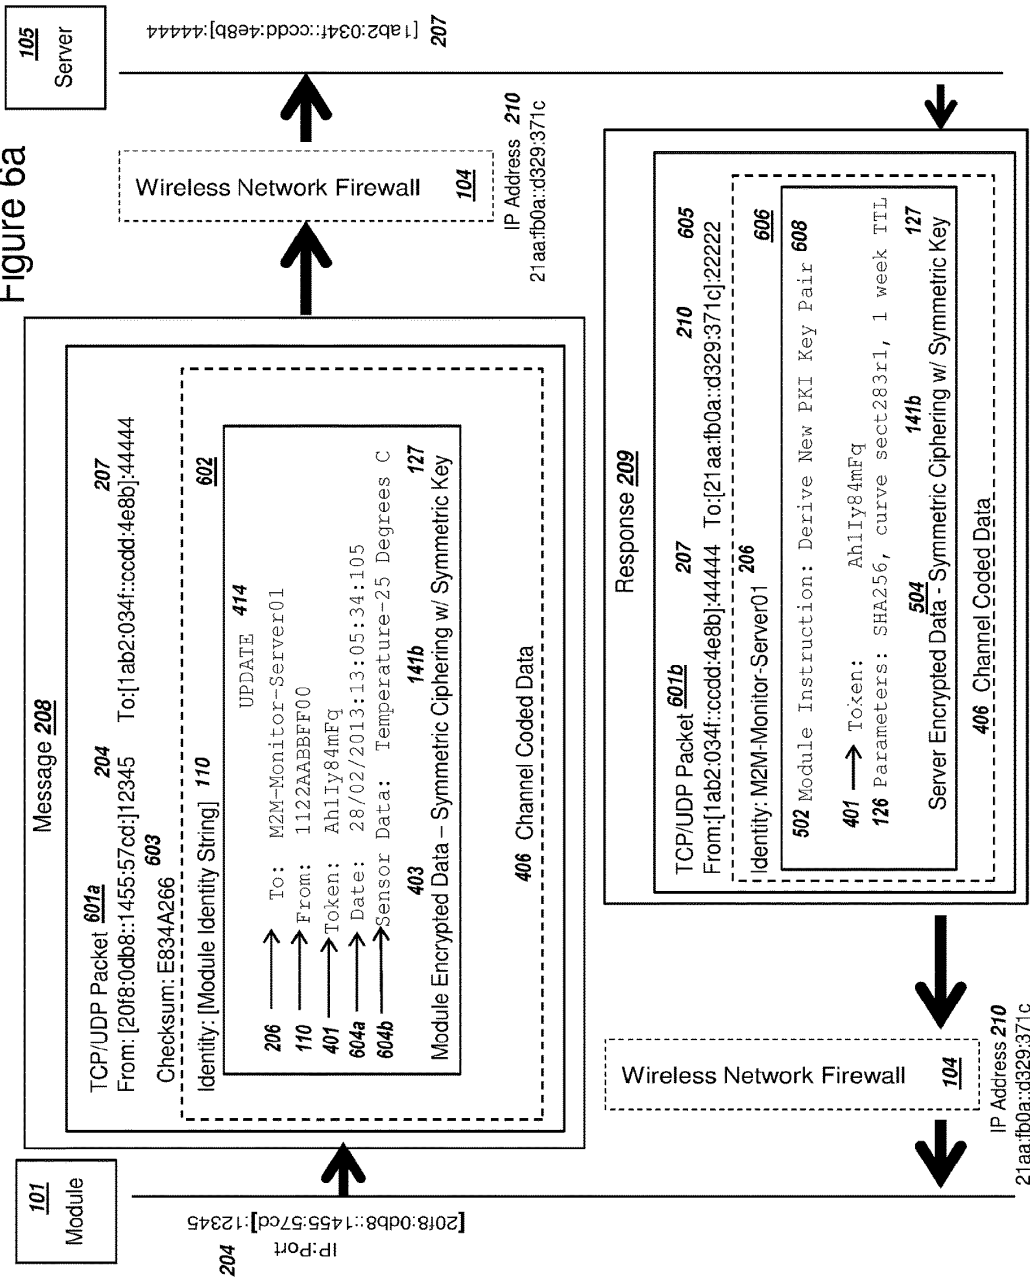 Figure 6a
101
Module
105
Server
204
IP:Port
[20f8:0db8::1455:57cd]:12345
[1ab2:034f::ccdd:4e8b]:44444
207
Message 208
TCP/UDP Packet 601a 204 207
From: [20f8:0db8::1455:57cd:]12345 To:[1ab2:034f::ccdd:4e8b]:44444
603
Checksum: E834A266
Identity: [Module Identity String] 110 602
UPDATE 414
206 To: M2M-Monitor-Server01
110 From: 1122AABBFF00
401 Token: Ah1Iy84mFq
604a Date: 28/02/2013:13:05:34:105
604b Sensor Data: Temperature-25 Degrees C
403 141b 127
Module Encrypted Data – Symmetric Ciphering w/ Symmetric Key
406 Channel Coded Data
Wireless Network Firewall 104
IP Address 210
21aa:fb0a::d329:371c
Response 209
TCP/UDP Packet 601b 207 210 605
From:[1ab2:034f::ccdd:4e8b]:44444 To:[21aa:fb0a::d329:371c]:22222
206
Identity: M2M-Monitor-Server01 606
502 Module Instruction: Derive New PKI Key Pair 608
401 Token: Ah1Iy84mFq
126 Parameters: SHA256, curve sect283r1, 1 week TTL
504 141b 127
Server Encrypted Data - Symmetric Ciphering w/ Symmetric Key
406 Channel Coded Data
Wireless Network Firewall 104
IP Address 210
21aa:fb0a::d329:371c